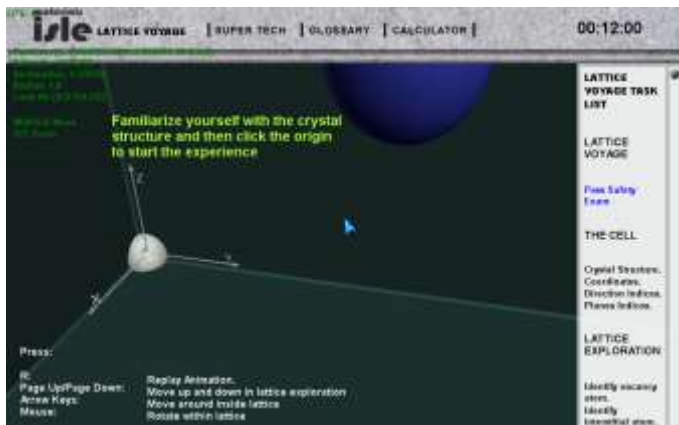 isle LATTICE VOYAGE | SUPER TECH | GLOSSARY | CALCULATOR |
00:12:00
Familiarize yourself with the crystal
structure and then click the origin
to start the experience
Z
Y
X
Press:
R: Replay Animation.
Page Up/Page Down: Move up and down in lattice exploration
Arrow Keys: Move around inside lattice
Mouse: Rotate within lattice
LATTICE
VOYAGE TASK
LIST
LATTICE
VOYAGE
Pass Safety
Exam
THE CELL
Crystal Structure.
Coordinates.
Direction Indices.
Planes Indices.
LATTICE
EXPLORATION
Identify vacancy
atom.
Identify
interstitial atom.